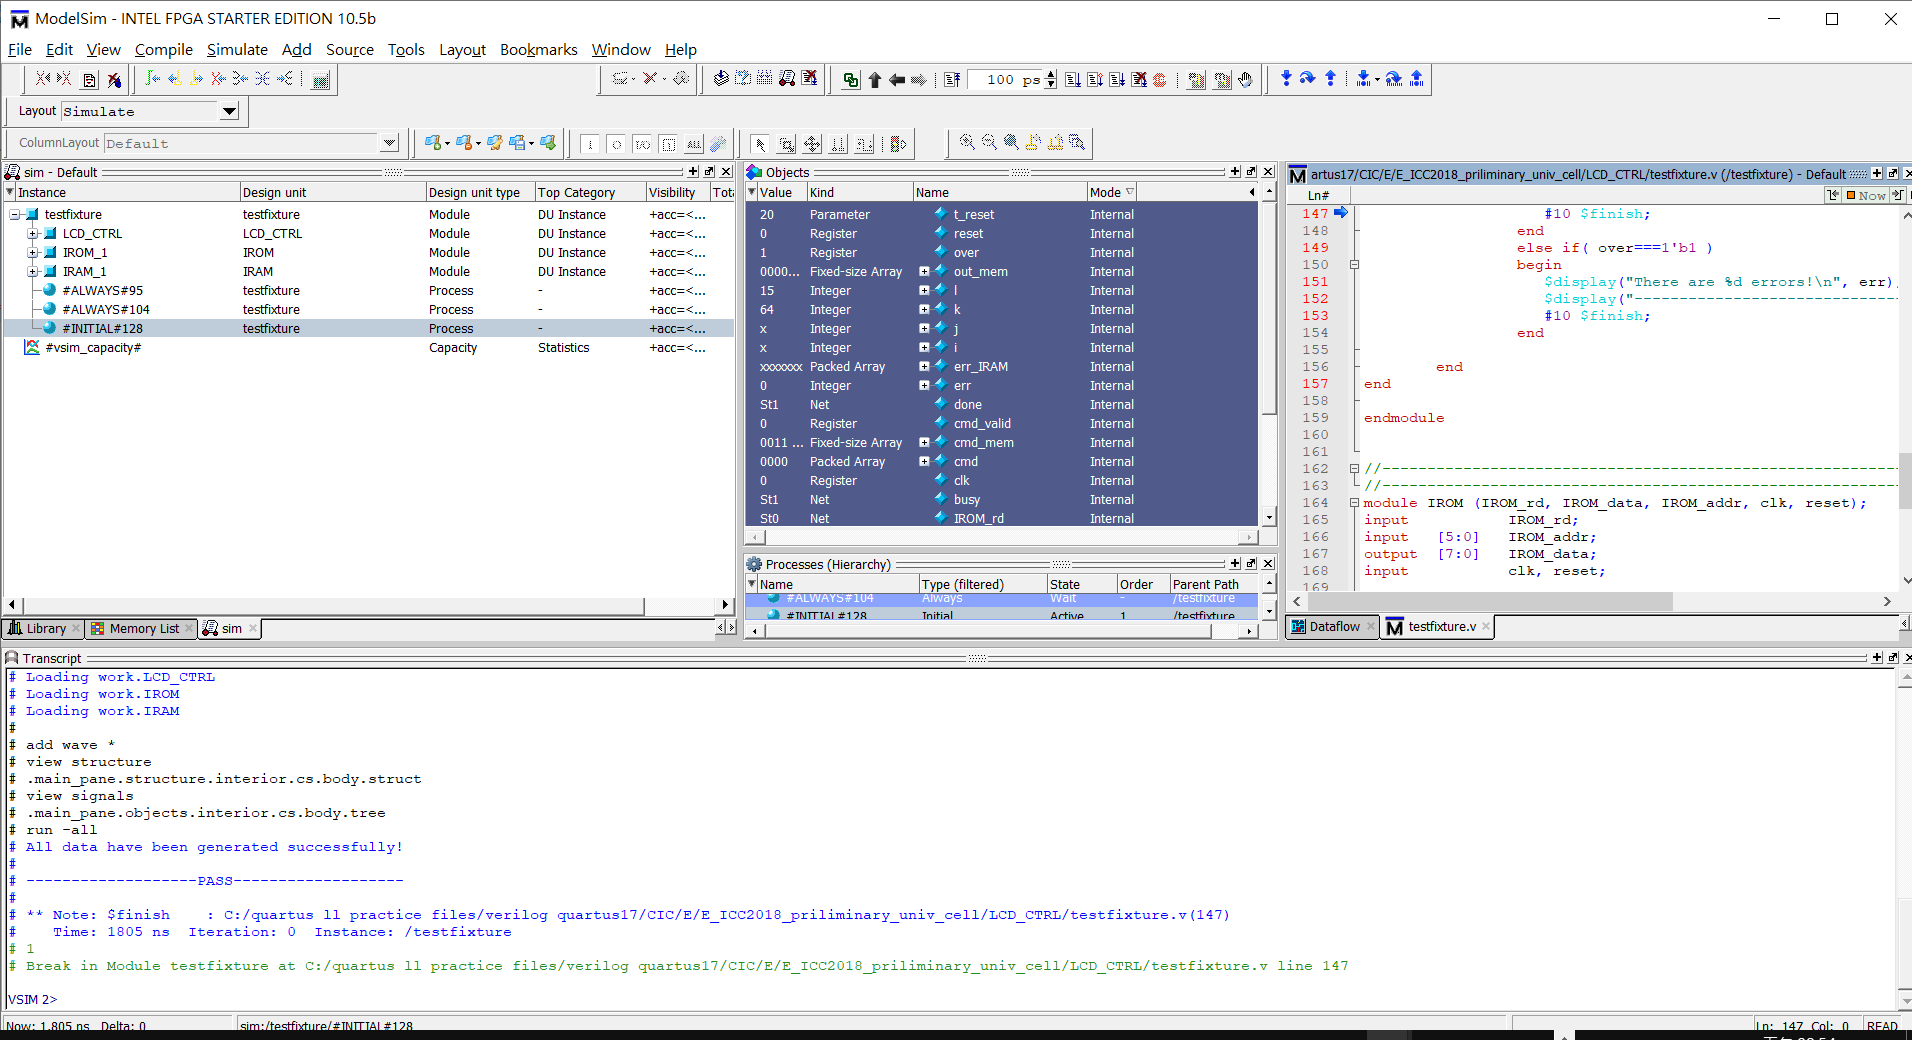 ModelSim - INTEL FPGA STARTER EDITION 10.5b
File Edit View Compile Simulate Add Source Tools Layout Bookmarks Window Help
100 ps
Layout Simulate
ColumnLayout Default
ALL
sim - Default
Instance Design unit Design unit type Top Category Visibility Tota
testfixture testfixture Module DU Instance +acc=<...
LCD_CTRL LCD_CTRL Module DU Instance +acc=<...
IROM_1 IROM Module DU Instance +acc=<...
IRAM_1 IRAM Module DU Instance +acc=<...
#ALWAYS#95 testfixture Process - +acc=<...
#ALWAYS#104 testfixture Process - +acc=<...
#INITIAL#128 testfixture Process - +acc=<...
#vsim_capacity# Capacity Statistics +acc=<...
Library Memory List sim
Objects
Value Kind Name Mode
20 Parameter t_reset Internal
0 Register reset Internal
1 Register over Internal
0000... Fixed-size Array out_mem Internal
15 Integer l Internal
64 Integer k Internal
x Integer j Internal
x Integer i Internal
xxxxxxx Packed Array err_IRAM Internal
0 Integer err Internal
St1 Net done Internal
0 Register cmd_valid Internal
0011 ... Fixed-size Array cmd_mem Internal
0000 Packed Array cmd Internal
0 Register clk Internal
St1 Net busy Internal
St0 Net IROM_rd Internal
Processes (Hierarchy)
Name Type (filtered) State Order Parent Path
#ALWAYS#104 Always Wait - /testfixture
#INITIAL#128 Initial Active 1 /testfixture
artus17/CIC/E/E_ICC2018_priliminary_univ_cell/LCD_CTRL/testfixture.v (/testfixture) - Default
Ln# Now
147 #10 $finish;
148 end
149 else if( over===1'b1 )
150 begin
151 $display("There are %d errors!\n", err)
152 $display("-----------------------------
153 #10 $finish;
154 end
155
156 end
157 end
158
159 endmodule
160
161
162 //---------------------------------------------------------
163 //---------------------------------------------------------
164 module IROM (IROM_rd, IROM_data, IROM_addr, clk, reset);
165 input IROM_rd;
166 input [5:0] IROM_addr;
167 output [7:0] IROM_data;
168 input clk, reset;
169
Dataflow testfixture.v
Transcript
# Loading work.LCD_CTRL
# Loading work.IROM
# Loading work.IRAM
#
# add wave *
# view structure
# .main_pane.structure.interior.cs.body.struct
# view signals
# .main_pane.objects.interior.cs.body.tree
# run -all
# All data have been generated successfully!
#
# -------------------PASS-------------------
#
# ** Note: $finish : C:/quartus ll practice files/verilog quartus17/CIC/E/E_ICC2018_priliminary_univ_cell/LCD_CTRL/testfixture.v(147)
# Time: 1805 ns Iteration: 0 Instance: /testfixture
# 1
# Break in Module testfixture at C:/quartus ll practice files/verilog quartus17/CIC/E/E_ICC2018_priliminary_univ_cell/LCD_CTRL/testfixture.v line 147
VSIM 2>
Now: 1,805 ns Delta: 0 sim:/testfixture/#INITIAL#128 Ln: 147 Col: 0 READ